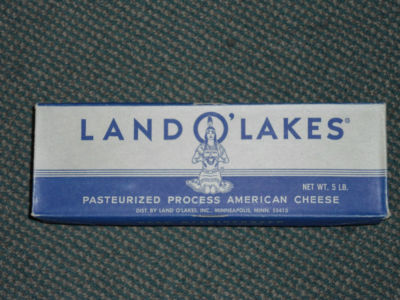 LAND O'LAKES®
NET WT. 5 LB.
PASTEURIZED PROCESS AMERICAN CHEESE
DIST. BY LAND O'LAKES, INC., MINNEAPOLIS, MINN. 55413